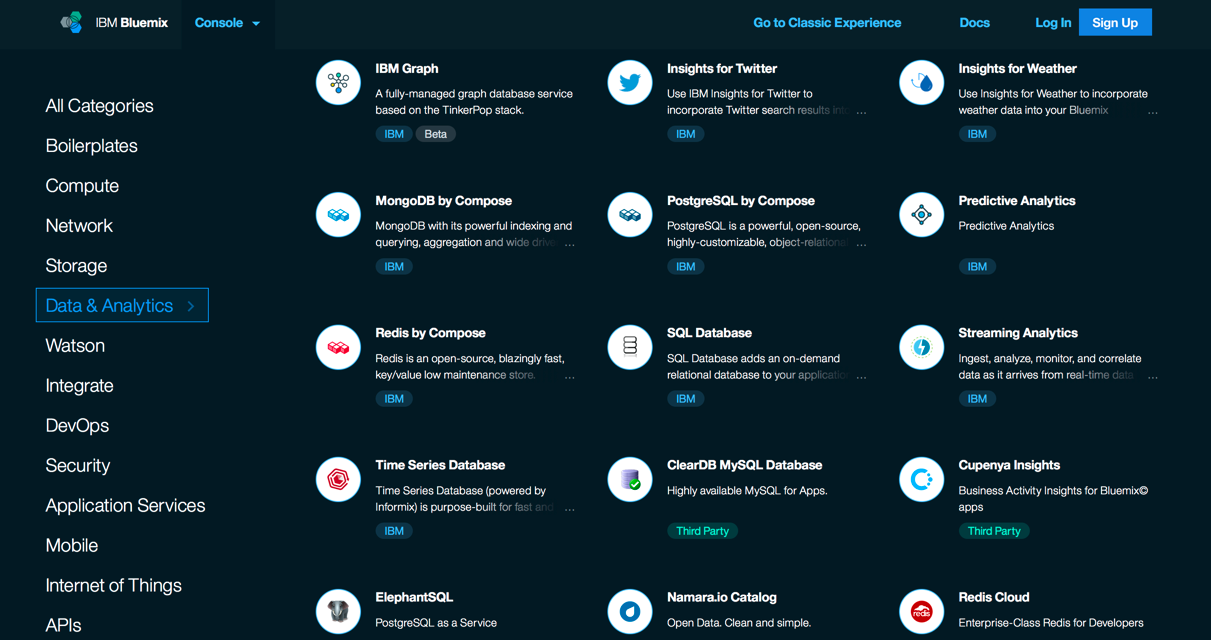 IBM Bluemix
Console
Go to Classic Experience
Docs
Log In
Sign Up
All Categories
Boilerplates
Compute
Network
Storage
Data & Analytics
Watson
Integrate
DevOps
Security
Application Services
Mobile
Internet of Things
APIs
IBM Graph
A fully-managed graph database service
based on the TinkerPop stack.
IBM Beta
Insights for Twitter
Use IBM Insights for Twitter to
incorporate Twitter search results into ...
IBM
Insights for Weather
Use Insights for Weather to incorporate
weather data into your Bluemix ...
IBM
MongoDB by Compose
MongoDB with its powerful indexing and
querying, aggregation and wide drive ...
IBM
PostgreSQL by Compose
PostgreSQL is a powerful, open-source,
highly-customizable, object-relational ...
IBM
Predictive Analytics
Predictive Analytics
IBM
Redis by Compose
Redis is an open-source, blazingly fast,
key/value low maintenance store. ...
IBM
SQL Database
SQL Database adds an on-demand
relational database to your application ...
IBM
Streaming Analytics
Ingest, analyze, monitor, and correlate
data as it arrives from real-time data ...
IBM
Time Series Database
Time Series Database (powered by
Informix) is purpose-built for fast and ...
IBM
ClearDB MySQL Database
Highly available MySQL for Apps.
Third Party
Cupenya Insights
Business Activity Insights for Bluemix©
apps
Third Party
ElephantSQL
PostgreSQL as a Service
Namara.io Catalog
Open Data. Clean and simple.
redis
Redis Cloud
Enterprise-Class Redis for Developers